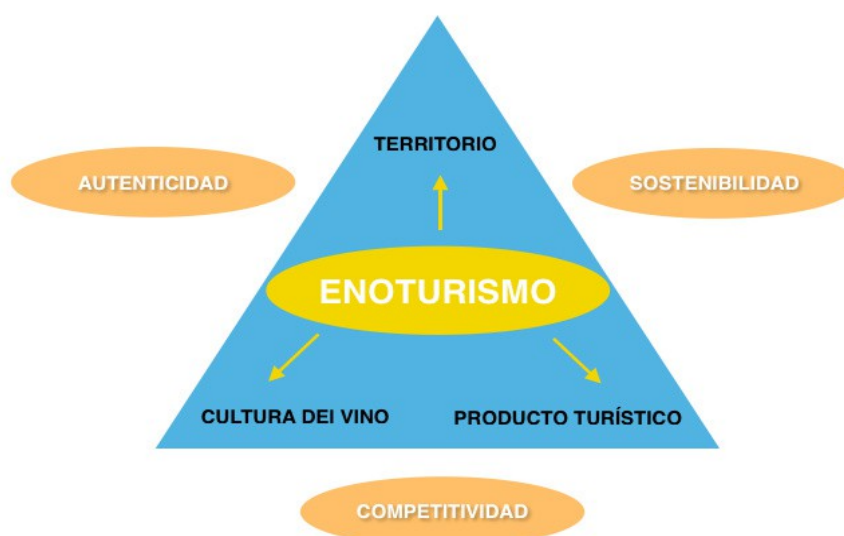 TERRITORIO
AUTENTICIDAD
SOSTENIBILIDAD
ENOTURISMO
CULTURA DEI VINO
PRODUCTO TURÍSTICO
COMPETITIVIDAD